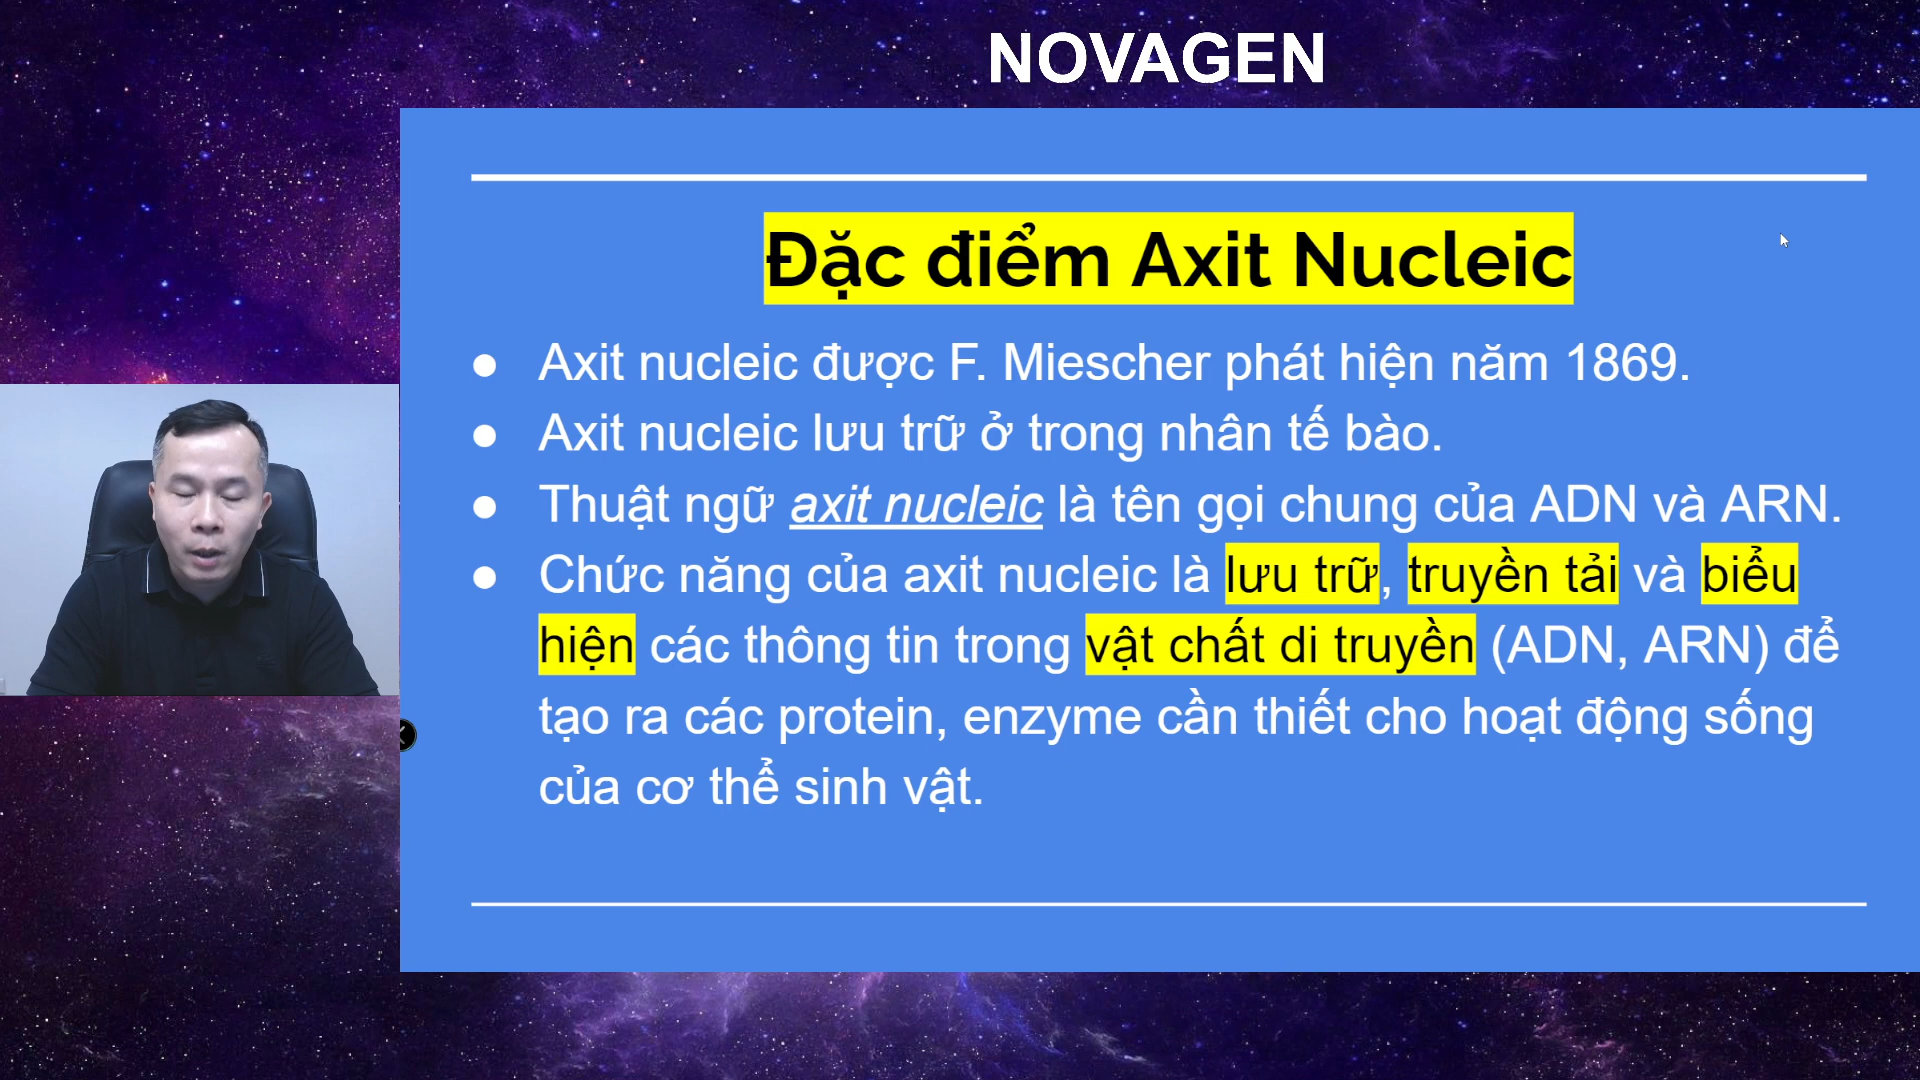 NOVAGEN
Đặc điểm Axit Nucleic
● Axit nucleic được F. Miescher phát hiện năm 1869.
● Axit nucleic lưu trữ ở trong nhân tế bào.
● Thuật ngữ axit nucleic là tên gọi chung của ADN và ARN.
● Chức năng của axit nucleic là lưu trữ, truyền tải và biểu
hiện các thông tin trong vật chất di truyền (ADN, ARN) để
tạo ra các protein, enzyme cần thiết cho hoạt động sống
của cơ thể sinh vật.